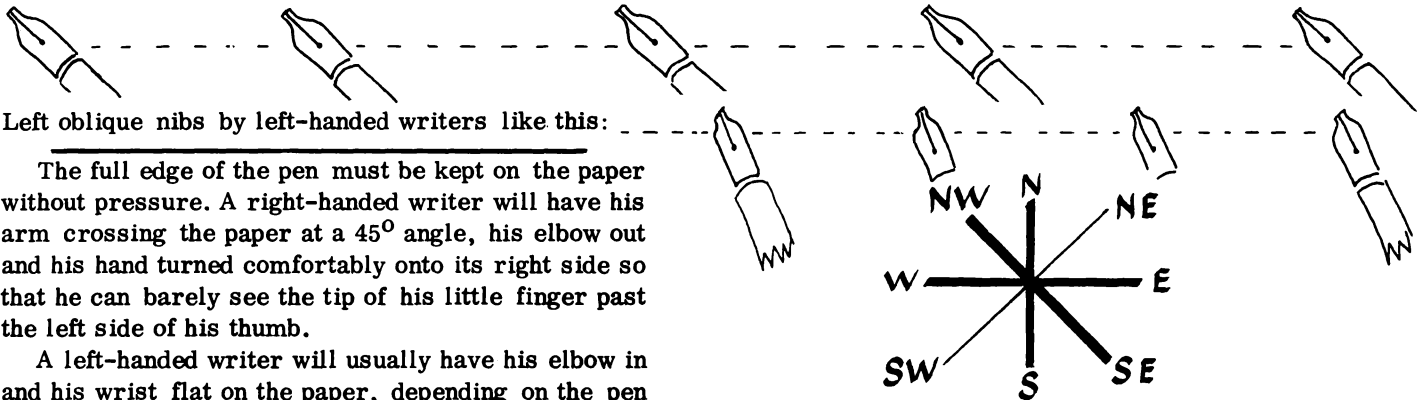 Left oblique nibs by left-handed writers like this:
The full edge of the pen must be kept on the paper
without pressure. A right-handed writer will have his
arm crossing the paper at a 45° angle, his elbow out
and his hand turned comfortably onto its right side so
that he can barely see the tip of his little finger past
the left side of his thumb.
A left-handed writer will usually have his elbow in
and his wrist flat on the paper, depending on the pen
N
NW
NE
W
E
SW
SE
S